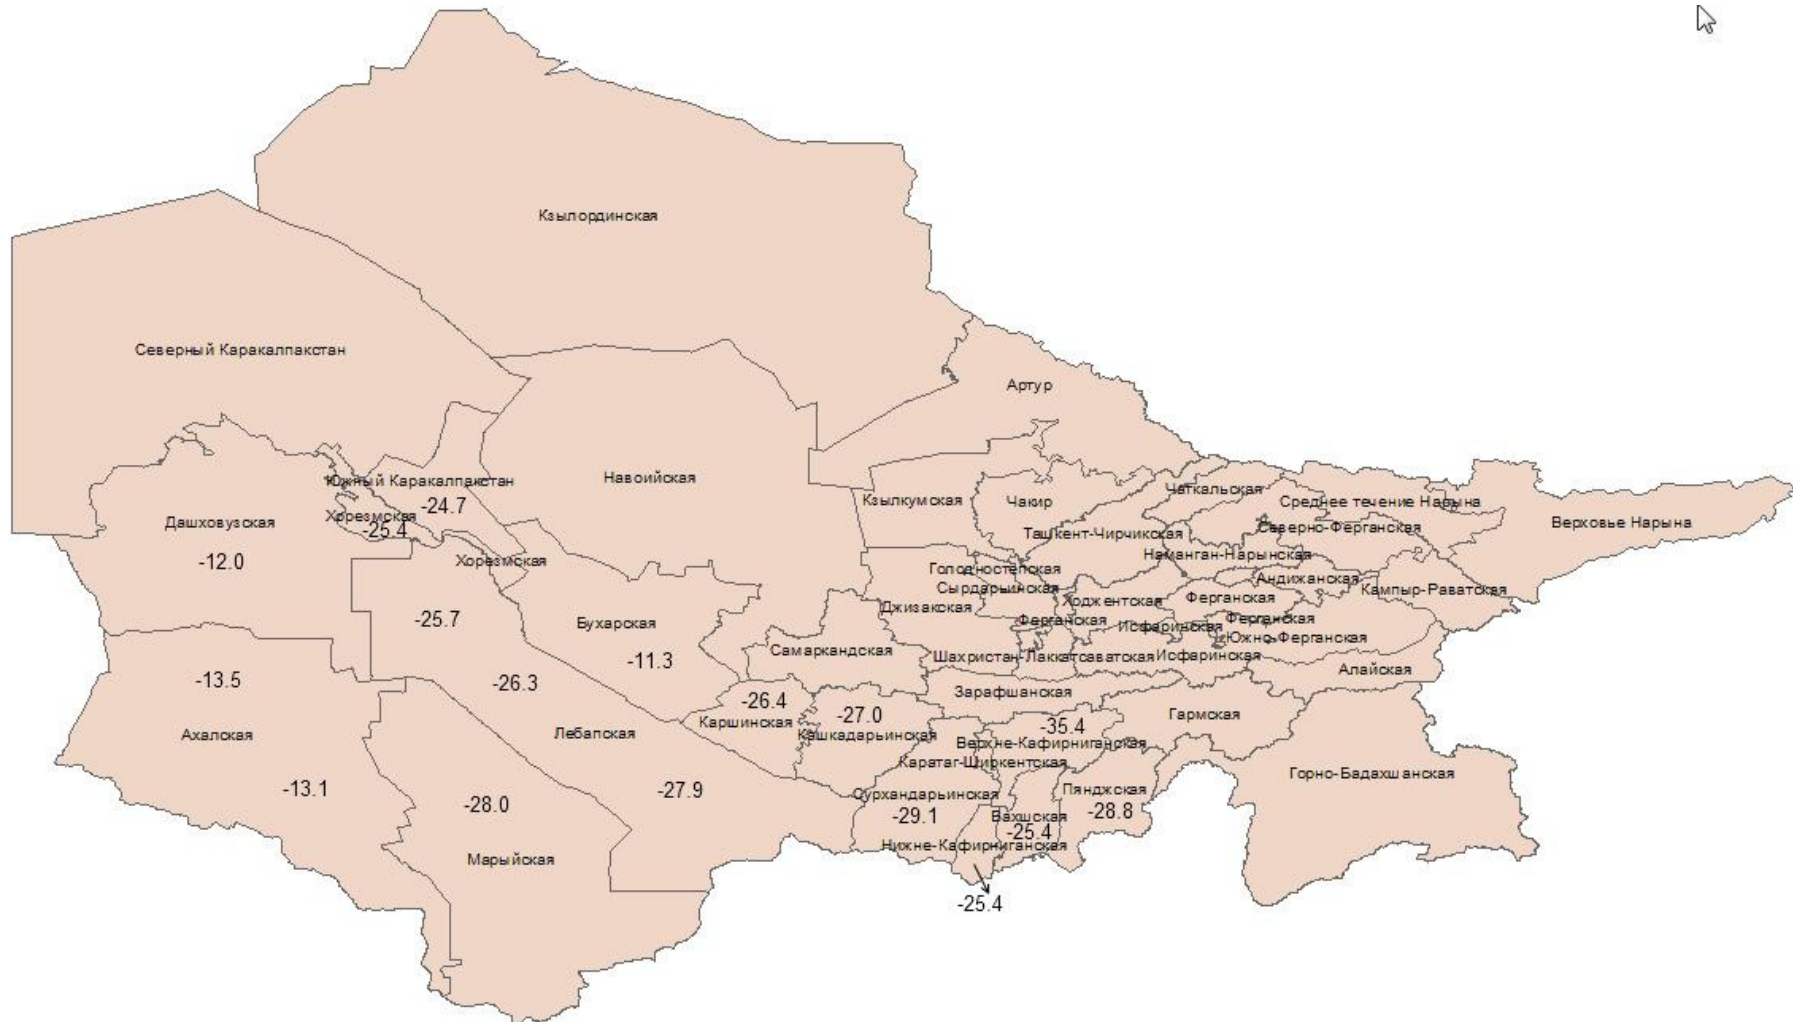 Кзылординская
Северный Каракалпакстан
Артур
Навоийская
Южный Каракалпакстан
-24.7
Хорезмская
-25.4
Дашховузская
-12.0
Хорезмская
Кзылкумская
Чакир
Чаткальская
Среднее течение Нарына
Верховье Нарына
Северно-Ферганская
Ташкент-Чирчикская
Наманган-Нарынская
Голодностепская
Андижанская
Сырдарьинская
Кампыр-Раватская
Джизакская
Ходжентская
Ферганская
Ферганская
Ферганская
Исфаринская
Южно-Ферганская
-25.7
Бухарская
-11.3
Самаркандская
Шахристан-Лаккатсаватская
Исфаринская
Алайская
-13.5
-26.3
Зарафшанская
-26.4
Каршинская
-27.0
Кашкадарьинская
-35.4
Верхне-Кафирниганская
Гармская
Ахалская
Лебапская
Каратаг-Ширкентская
Горно-Бадахшанская
-13.1
-28.0
-27.9
Сурхандарьинская
-29.1
Пянджская
-28.8
Вахшская
-25.4
Нижне-Кафирниганская
Марыйская
-25.4